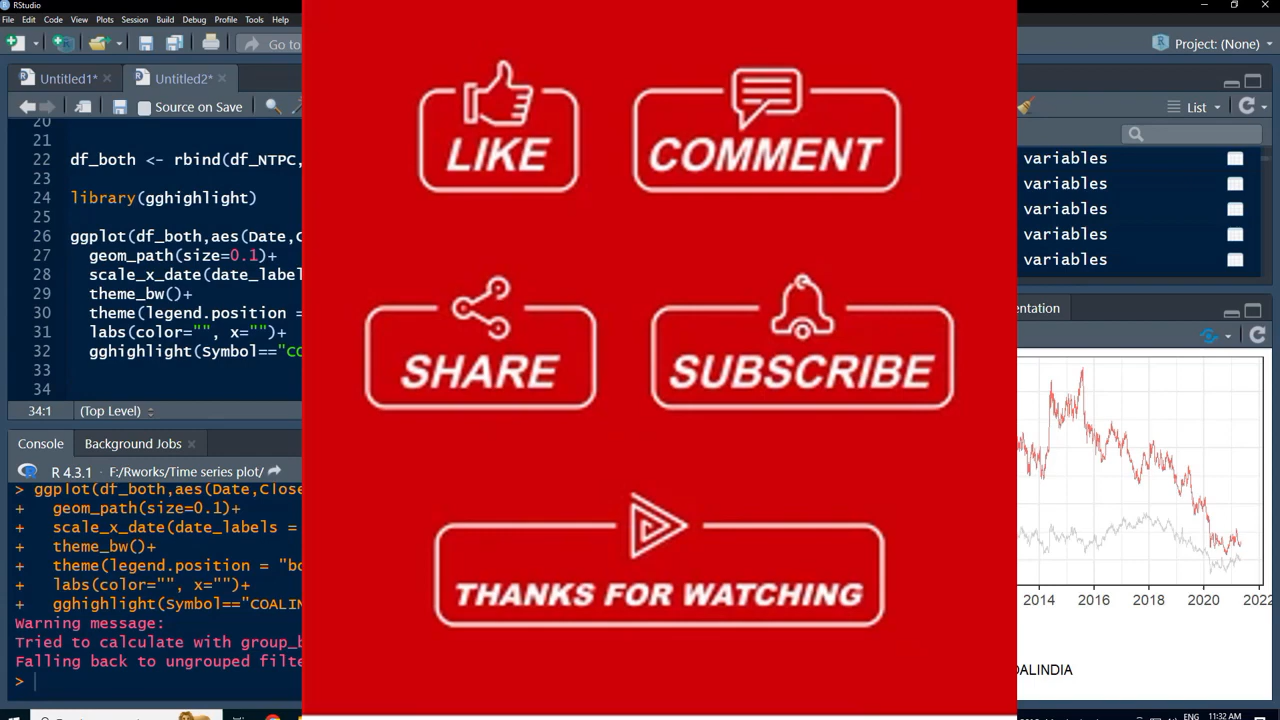 RStudio
File Edit Code View Plots Session Build Debug Profile Tools Help
Go to
Project: (None)
Untitled1*
Untitled2*
Source on Save
List
20
21
22 df_both <- rbind(df_NTPC,
23
24 library(gghighlight)
25
26 ggplot(df_both,aes(Date,C
27 geom_path(size=0.1)+
28 scale_x_date(date_label
29 theme_bw()+
30 theme(legend.position =
31 labs(color="", x="")+
32 gghighlight(Symbol=="CO
33
34
34:1 (Top Level)
Console Background Jobs
R 4.3.1 · F:/Rworks/Time series plot/
> ggplot(df_both,aes(Date,Close
+ geom_path(size=0.1)+
+ scale_x_date(date_labels =
+ theme_bw()+
+ theme(legend.position = "bo
+ labs(color="", x="")+
+ gghighlight(Symbol=="COALIN
Warning message:
Tried to calculate with group_b
Falling back to ungrouped filte
>
LIKE
COMMENT
SHARE
SUBSCRIBE
THANKS FOR WATCHING
variables
variables
variables
variables
variables
entation
2014 2016 2018 2020 2022
OALINDIA
ENG 11:32 AM